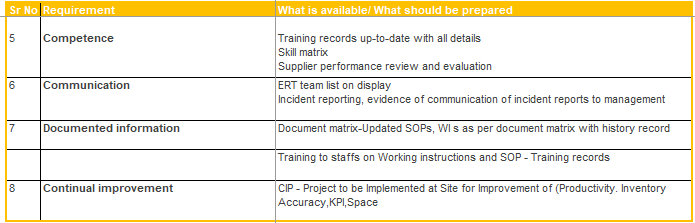 Sr No Requirement What is available/ What should be prepared
5 Competence Training records up-to-date with all details
Skill matrix
Supplier performance review and evaluation
6 Communication ERT team list on display
Incident reporting, evidence of communication of incident reports to management
7 Documented information Document matrix-Updated SOPs, WI s as per document matrix with history record
Training to staffs on Working instructions and SOP - Training records
8 Continual improvement CIP - Project to be Implemented at Site for Improvement of (Productivity. Inventory
Accuracy,KPI,Space